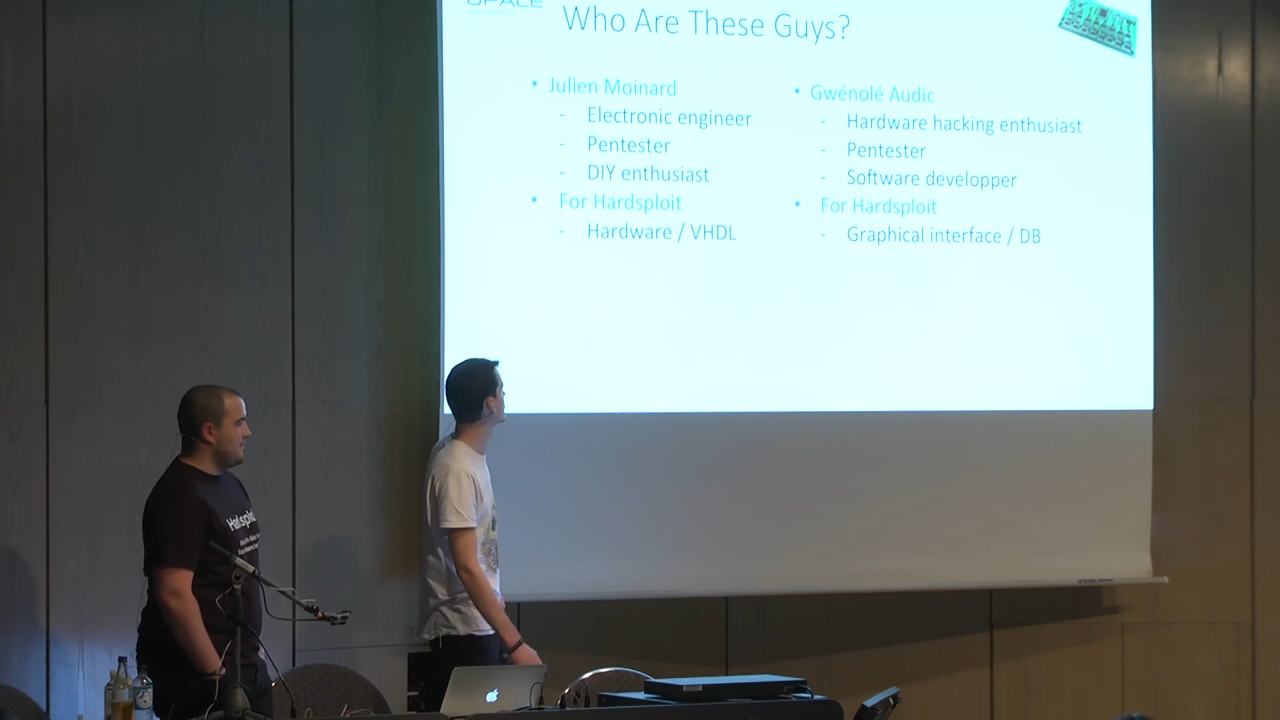 OPALE
Who Are These Guys?
• Julien Moinard
- Electronic engineer
- Pentester
- DIY enthusiast
• For Hardsploit
- Hardware / VHDL
• Gwénolé Audic
- Hardware hacking enthusiast
- Pentester
- Software developper
• For Hardsploit
- Graphical interface / DB